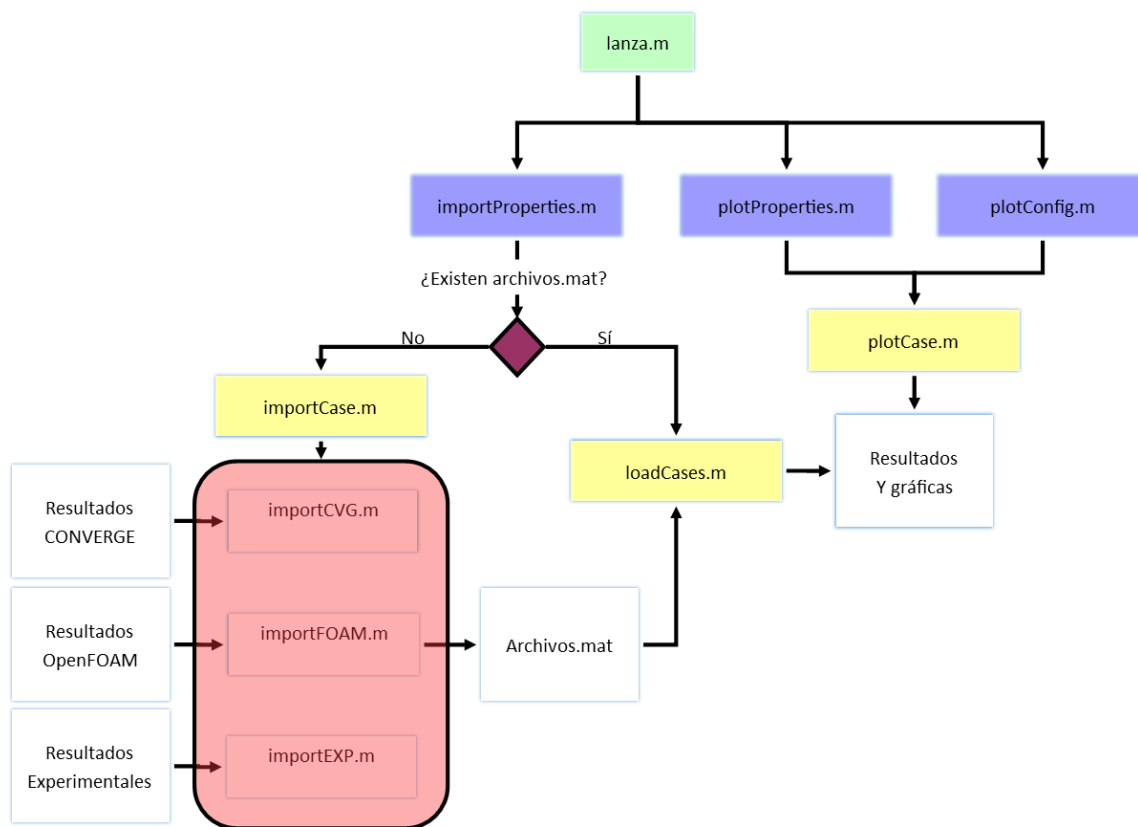 lanza.m
importProperties.m
plotProperties.m
plotConfig.m
¿Existen archivos.mat?
No
Sí
plotCase.m
importCase.m
loadCases.m
Resultados
Y gráficas
Resultados
CONVERGE
importCVG.m
Resultados
OpenFOAM
importFOAM.m
Archivos.mat
Resultados
Experimentales
importEXP.m